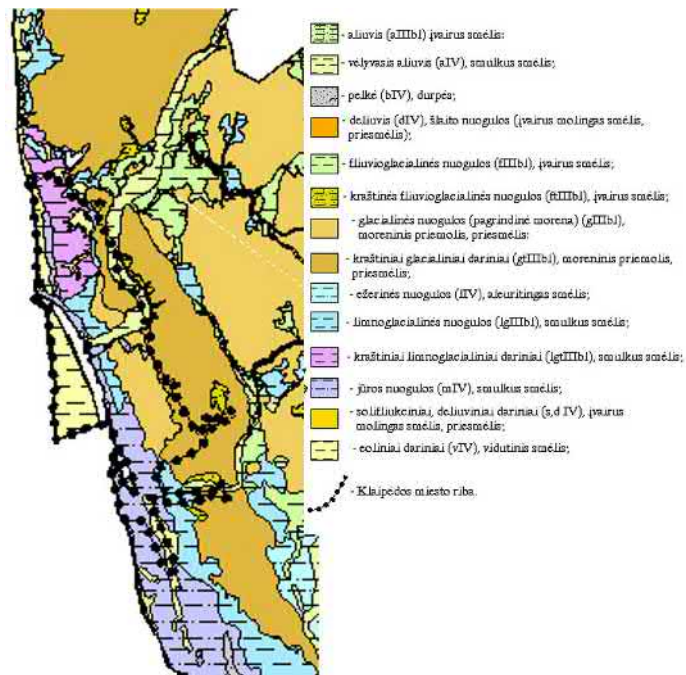 - aliuvis (aIIIbl) įvairus smėlis:
- vėlyvasis aliuvis (aIV), smulkus smėlis;
- pelkė (bIV), durpės;
- deliuvis (dIV), šlaito nuogulos (įvairus molingas smėlis,
priesmėlis);
- fliuvioglacialinės nuogulos (fIIIbl), įvairus smėlis;
- kraštinės fliuvioglacialinės nuogulos (ftIIIbl), įvairus smėlis;
- glacialinės nuogulos (pagrindinė morena) (gIIIbl),
moreninis priemolis, priesmėlis:
- kraštiniai glacialiniai dariniai (gtIIIbl), moreninis priemolis,
priesmėlis;
- ežerinės nuogulos (lIV), aleuritingas smėlis;
- limnoglacialinės nuogulos (lgIIIbl), smulkus smėlis;
- kraštiniai limnoglacialiniai dariniai (lgtIIIbl), smulkus smėlis;
- jūros nuogulos (mIV), smulkus smėlis;
- solifliukciniai, deliuviniai dariniai (s,d IV), įvairus
molingas smėlis, priesmėlis;
- eoliniai dariniai (vIV), vidutinis smėlis;
- Klaipėdos miesto riba.